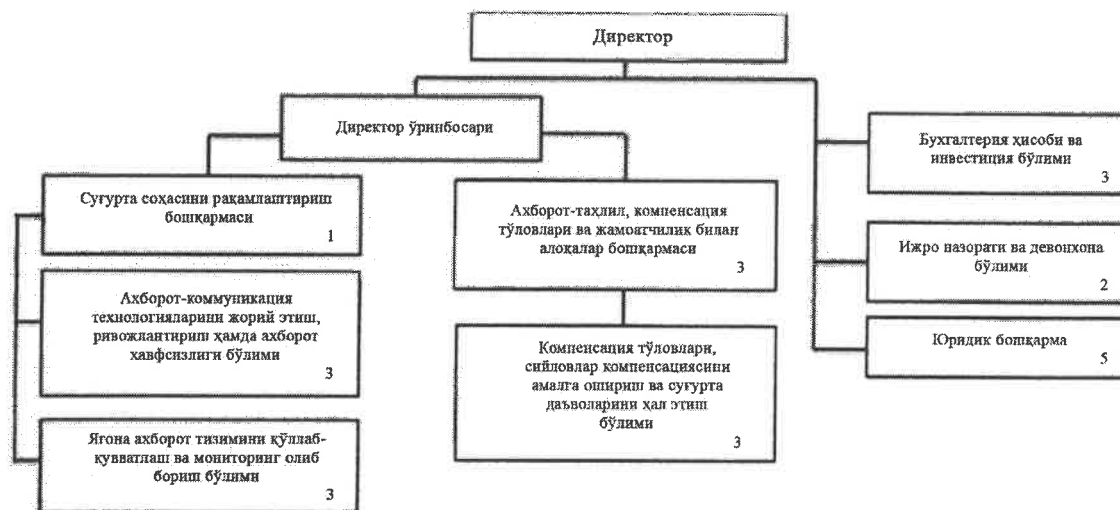 Директор
Директор ўринбосари
Суғурта соҳасини рақамлаштириш
бошқармаси
1
Ахборот-коммуникация
технологияларини жорий этиш,
ривожлантириш ҳамда ахборот
хавфсизлиги бўлими
3
Ягона ахборот тизимини қўллаб-
қувватлаш ва мониторинг олиб
бориш бўлими
3
Ахборот-таҳлил, компенсация
тўловлари ва жамоатчилик билан
алоқалар бошқармаси
3
Компенсация тўловлари,
сийловлар компенсациясини
амалга ошириш ва суғурта
даъволарини ҳал этиш
бўлими
3
Бухгалтерия ҳисоби ва
инвестиция бўлими
3
Ижро назорати ва девонхона
бўлими
2
Юридик бошқарма
5